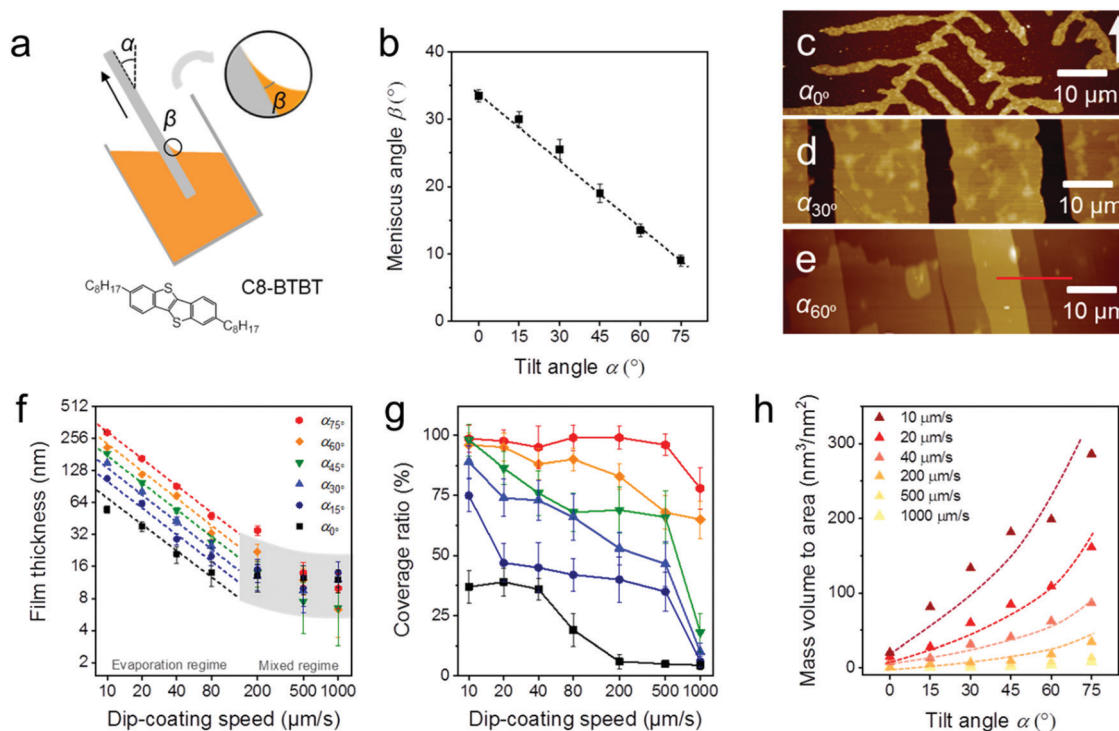 a
α
β
β
C8-BTBT
C₈H₁₇
C₈H₁₇
S
S
b
Meniscus angle β (°)
40
30
20
10
0
0 15 30 45 60 75
Tilt angle α (°)
c
α0°
10 µm
d
α30°
10 µm
e
α60°
10 µm
f
Film thickness (nm)
512
256
128
64
32
16
8
4
2
α75°
α60°
α45°
α30°
α15°
α0°
Evaporation regime Mixed regime
10 20 40 80 200 500 1000
Dip-coating speed (µm/s)
g
Coverage ratio (%)
100
75
50
25
0
10 20 40 80 200 500 1000
Dip-coating speed (µm/s)
h
Mass volume to area (nm³/nm²)
300
200
100
0
10 µm/s
20 µm/s
40 µm/s
200 µm/s
500 µm/s
1000 µm/s
0 15 30 45 60 75
Tilt angle α (°)